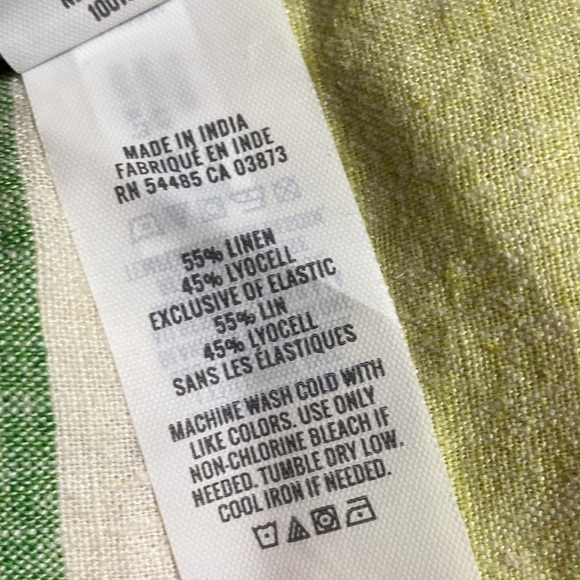 100%
MADE IN INDIA
FABRIQUÉ EN INDE
RN 54485 CA 03873
55% LINEN
45% LYOCELL
EXCLUSIVE OF ELASTIC
55% LIN
45% LYOCELL
SANS LES ÉLASTIQUES
MACHINE WASH COLD WITH
LIKE COLORS. USE ONLY
NON-CHLORINE BLEACH IF
NEEDED. TUMBLE DRY LOW.
COOL IRON IF NEEDED.